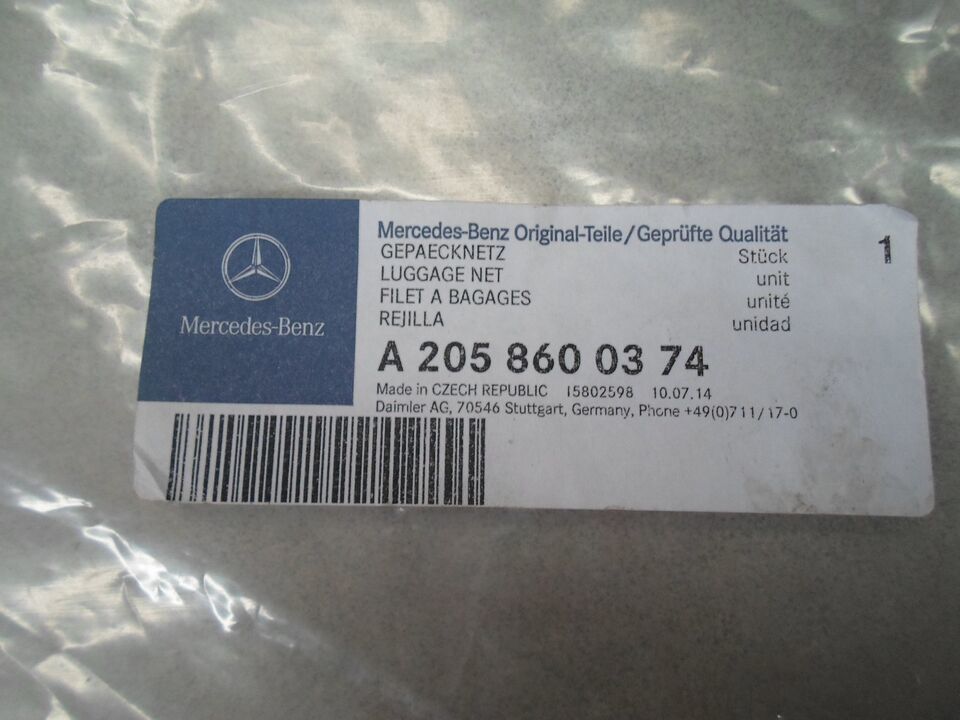 Mercedes-Benz
Mercedes-Benz Original-Teile/Geprüfte Qualität
GEPAECKNETZ Stück 1
LUGGAGE NET unit
FILET A BAGAGES unité
REJILLA unidad
A 205 860 03 74
Made in CZECH REPUBLIC 15802598 10.07.14
Daimler AG, 70546 Stuttgart, Germany, Phone +49(0)711/17-0